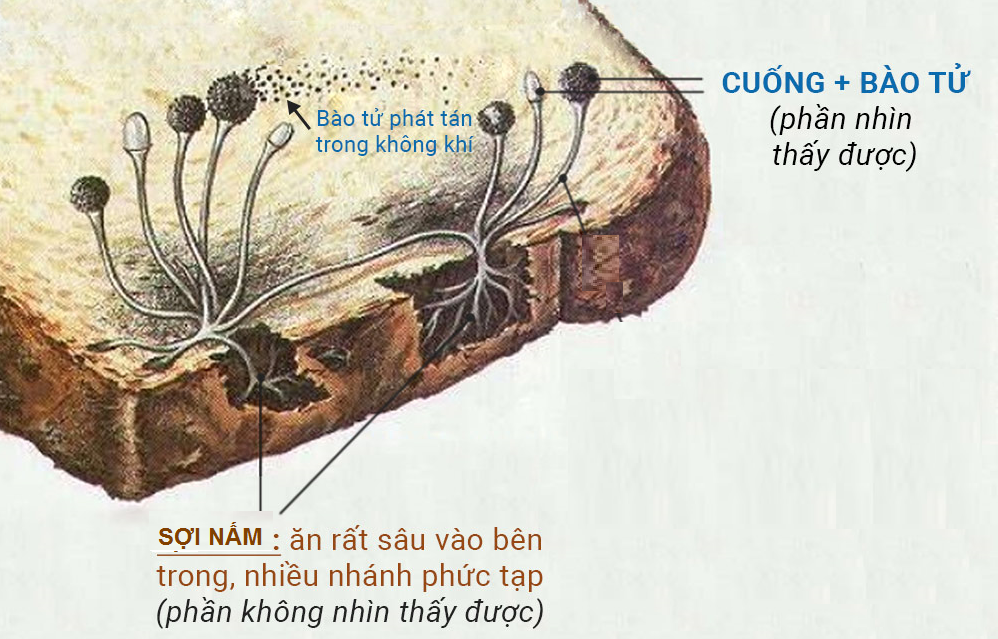 CUỐNG + BÀO TỬ
(phần nhìn
thấy được)
Bào tử phát tán
trong không khí
SỢI NẤM : ăn rất sâu vào bên
trong, nhiều nhánh phức tạp
(phần không nhìn thấy được)